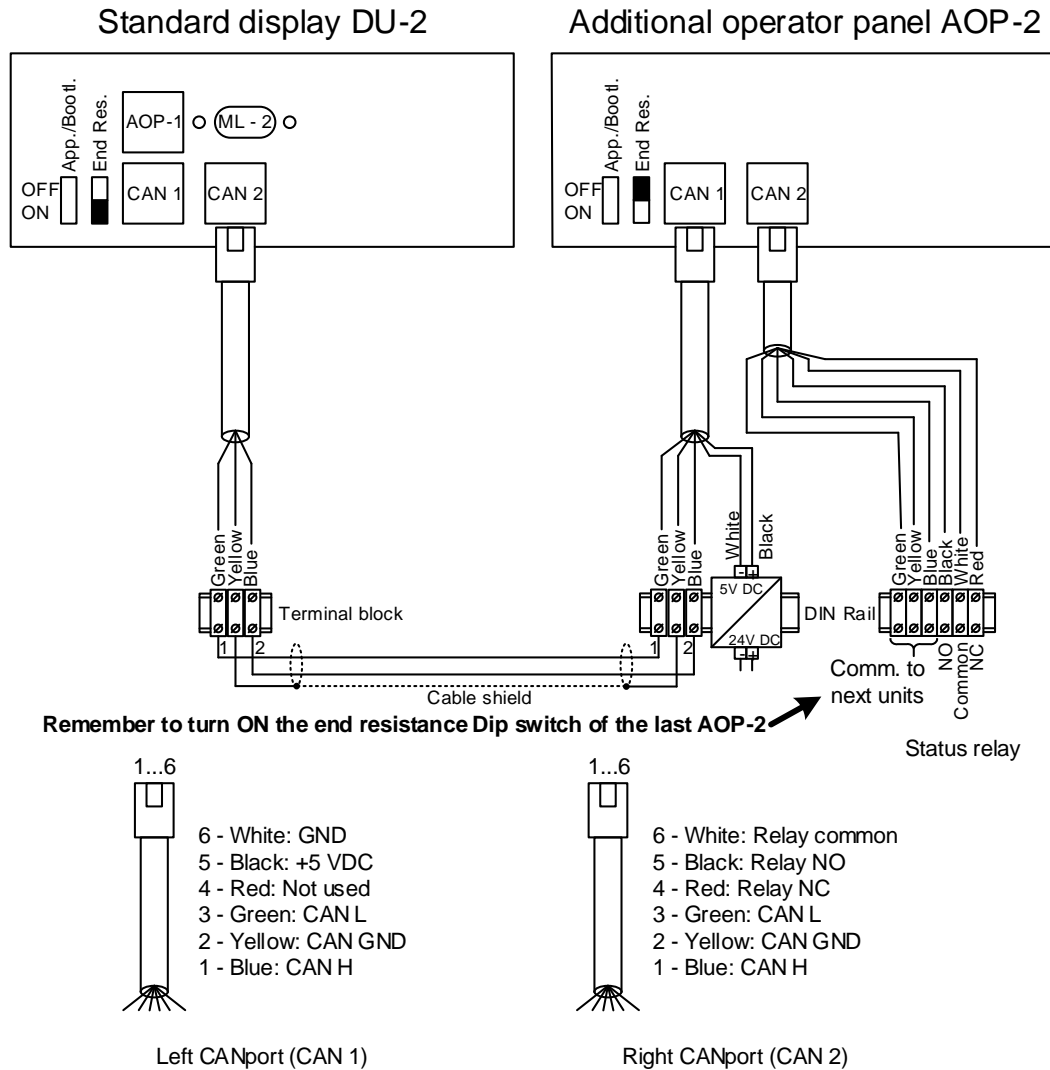 Standard display DU-2
Additional operator panel AOP-2
App./Bootl.
End Res.
AOP-1
ML - 2
OFF
ON
CAN 1
CAN 2
App./Bootl.
End Res.
OFF
ON
CAN 1
CAN 2
Green
Yellow
Blue
Terminal block
1
2
Green
Yellow
Blue
White
Black
- +
5V DC
24V DC
- +
1
2
DIN Rail
Green
Yellow
Blue
Black
White
Red
NO
Common
NC
Comm. to
next units
Status relay
Cable shield
Remember to turn ON the end resistance Dip switch of the last AOP-2
1...6
6 - White: GND
5 - Black: +5 VDC
4 - Red: Not used
3 - Green: CAN L
2 - Yellow: CAN GND
1 - Blue: CAN H
Left CANport (CAN 1)
1...6
6 - White: Relay common
5 - Black: Relay NO
4 - Red: Relay NC
3 - Green: CAN L
2 - Yellow: CAN GND
1 - Blue: CAN H
Right CANport (CAN 2)